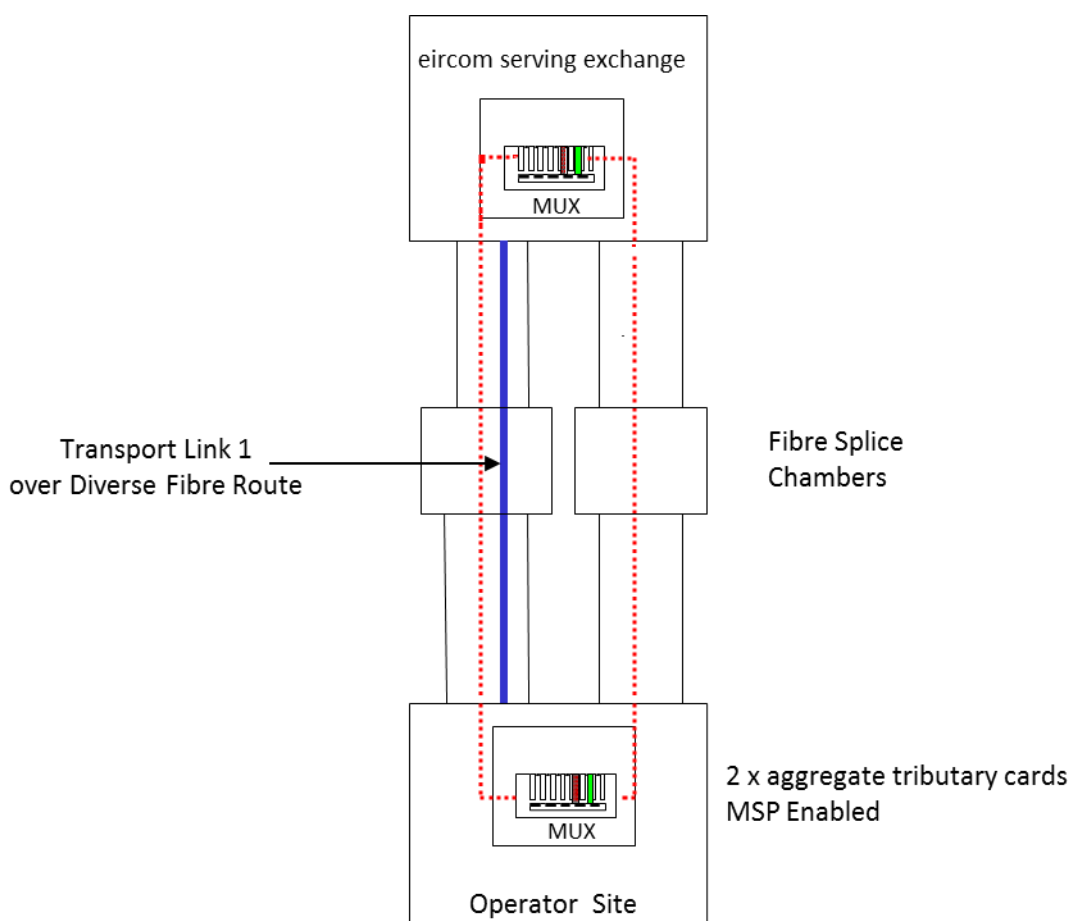 eircom serving exchange
MUX
Transport Link 1
over Diverse Fibre Route
Fibre Splice
Chambers
2 x aggregate tributary cards
MSP Enabled
MUX
Operator Site